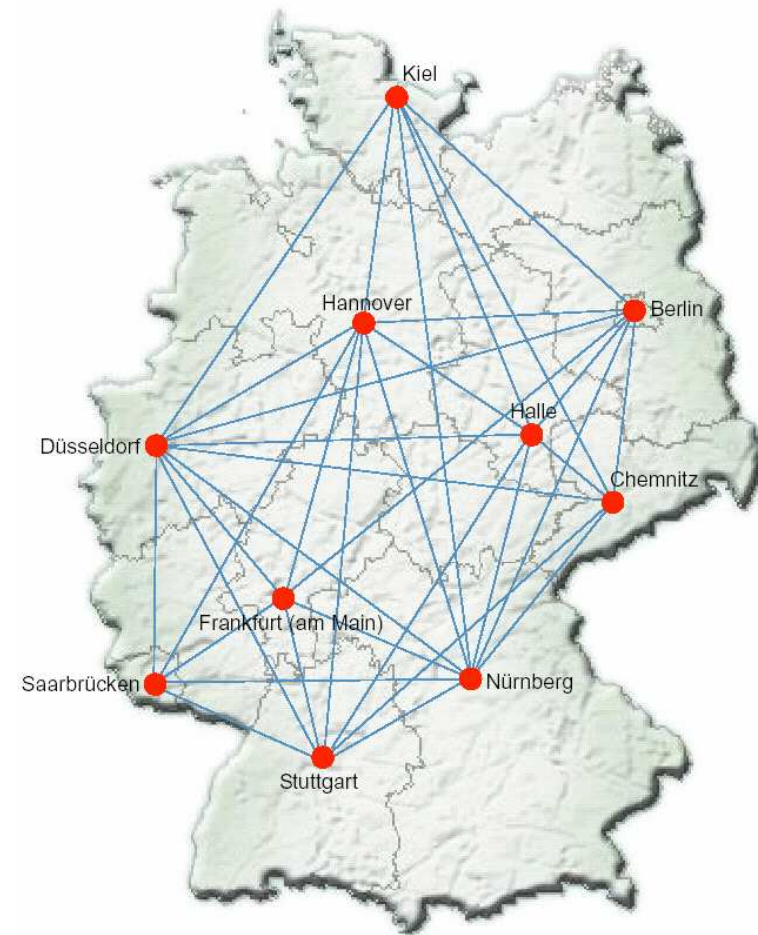 Kiel
Hannover
Berlin
Halle
Düsseldorf
Chemnitz
Frankfurt (am Main)
Saarbrücken
Nürnberg
Stuttgart